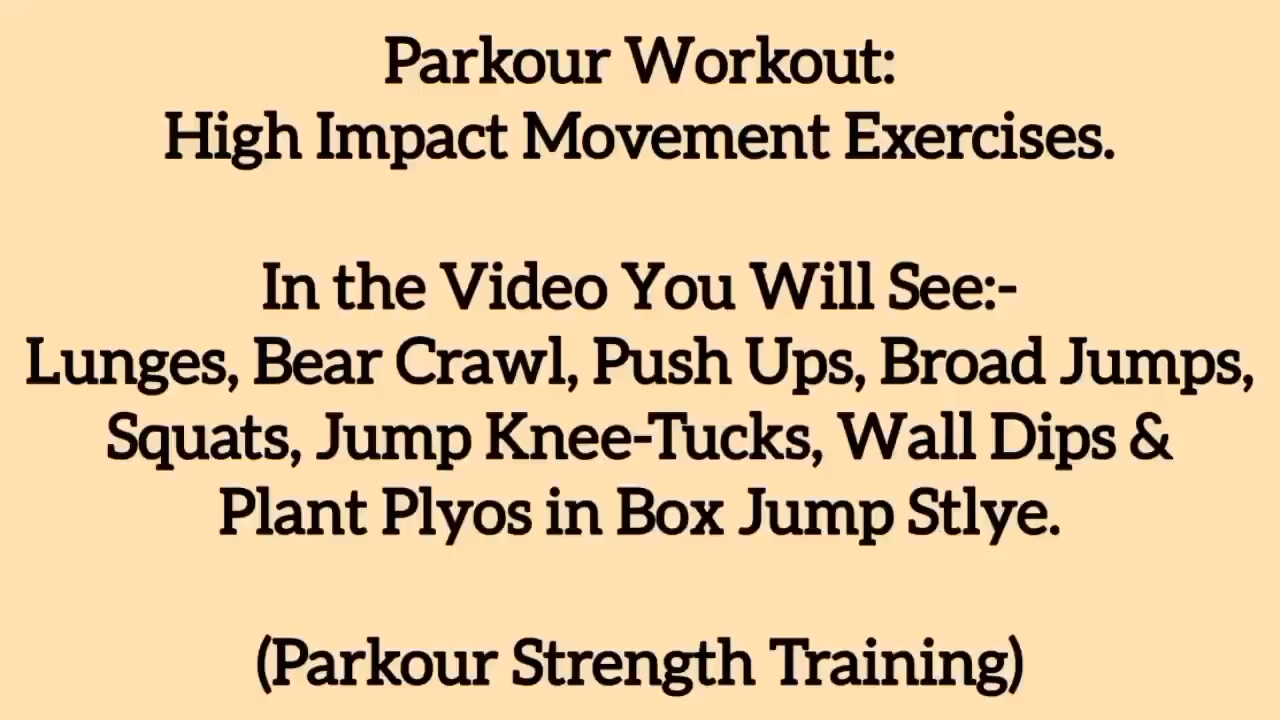 Parkour Workout:
High Impact Movement Exercises.
In the Video You Will See:-
Lunges, Bear Crawl, Push Ups, Broad Jumps,
Squats, Jump Knee-Tucks, Wall Dips &
Plant Plyos in Box Jump Stlye.
(Parkour Strength Training)